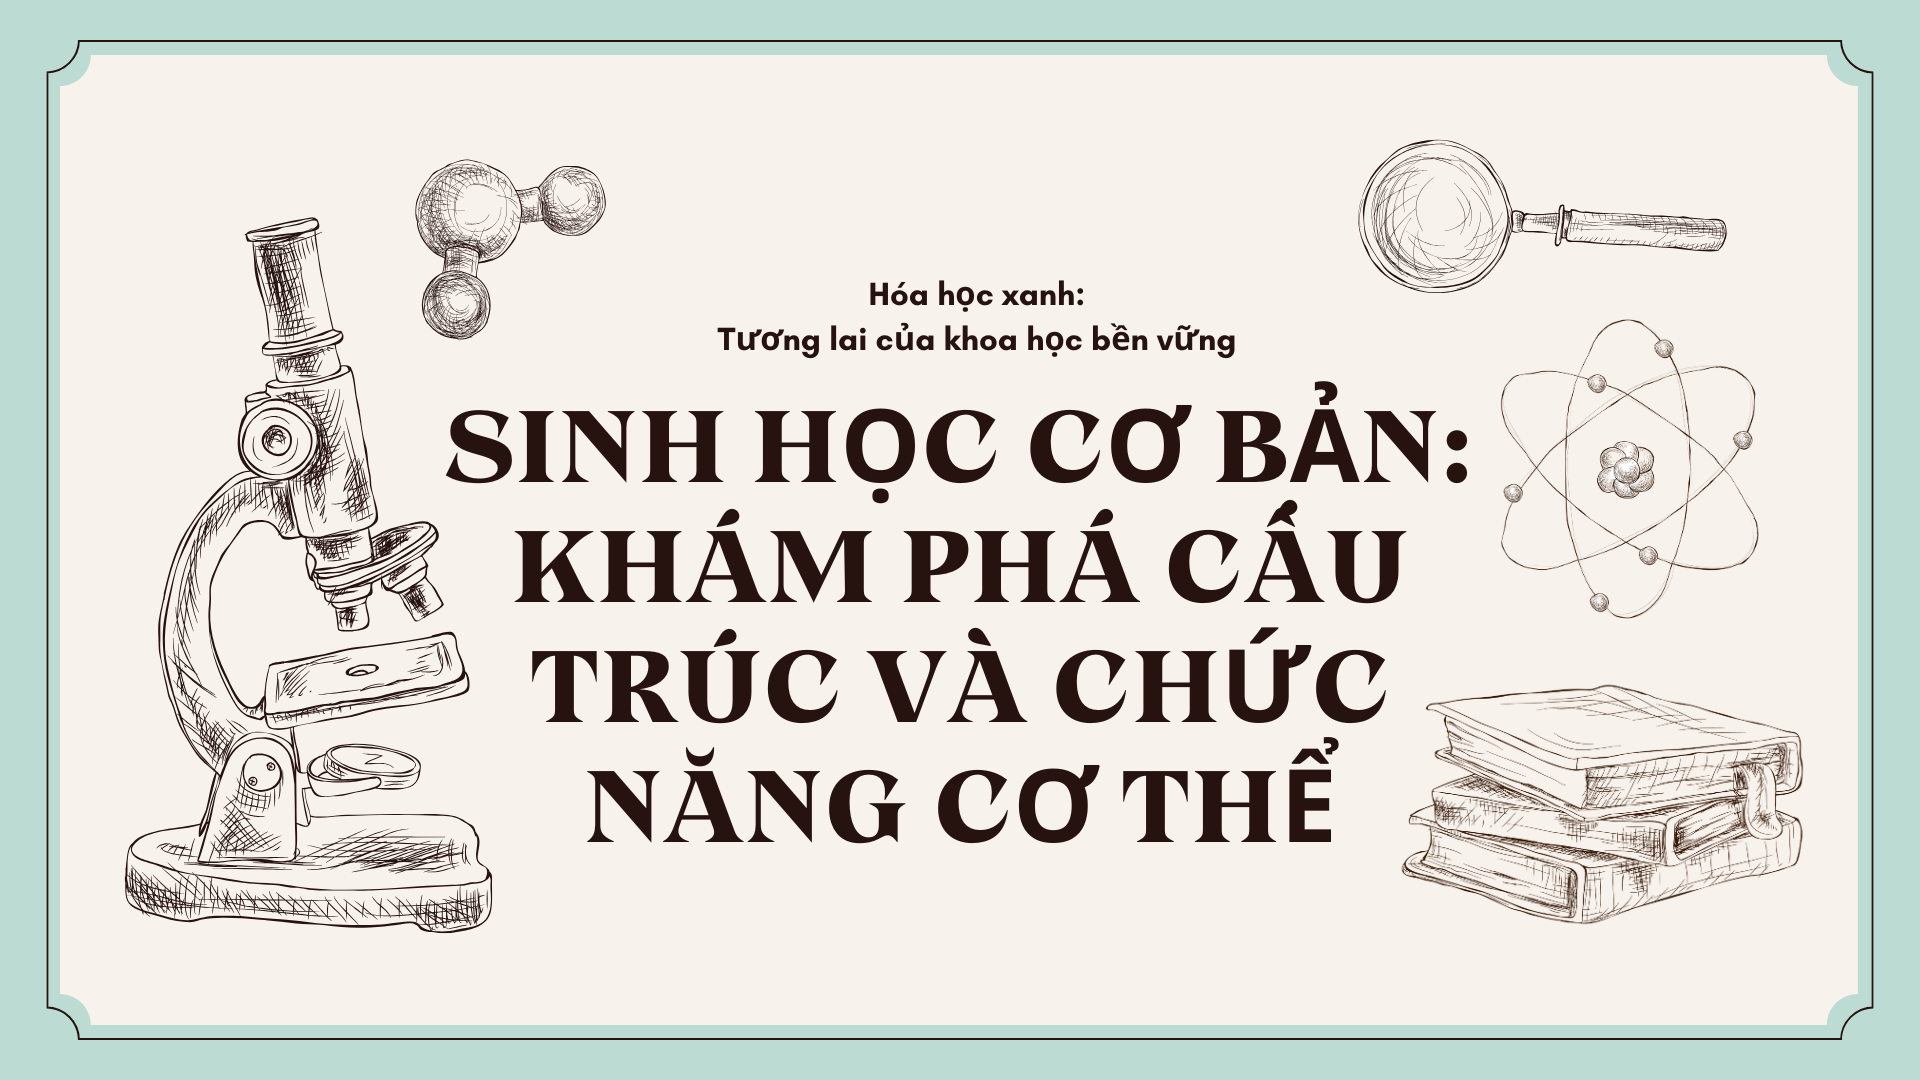 Hóa học xanh:
Tương lai của khoa học bền vững
SINH HỌC CƠ BẢN:
KHÁM PHÁ CẤU
TRÚC VÀ CHỨC
NĂNG CƠ THỂ